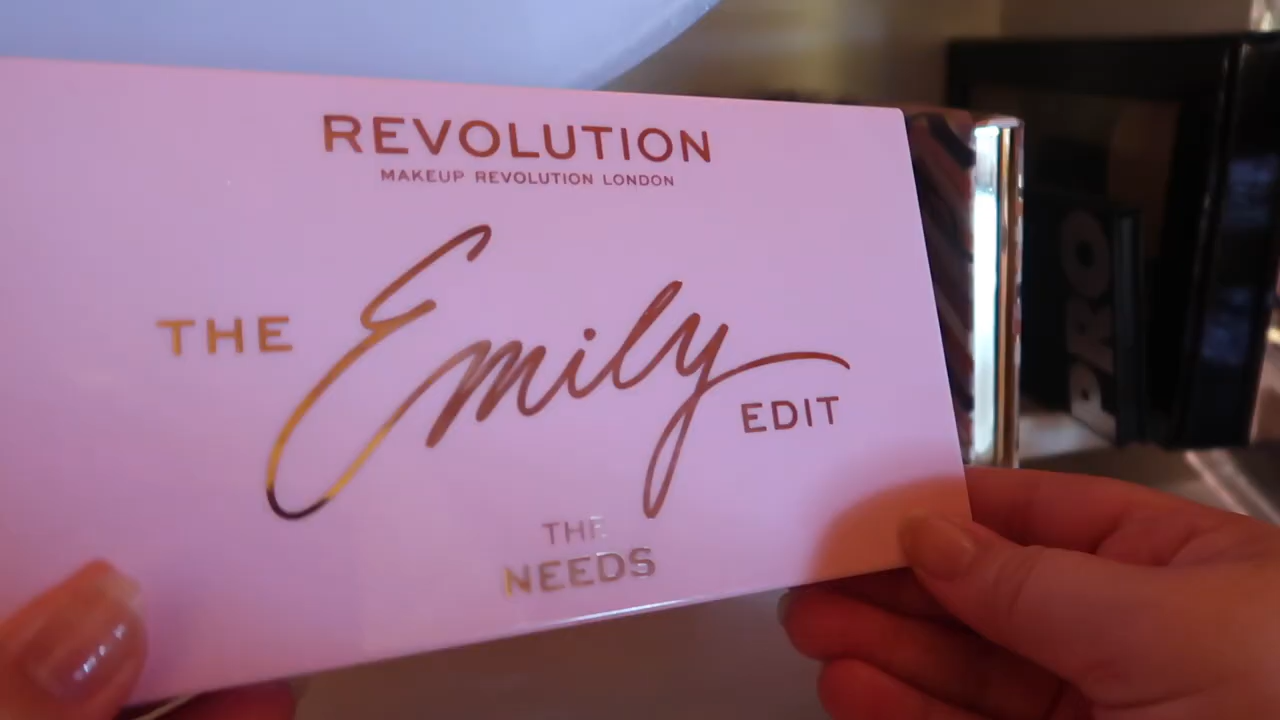 REVOLUTION
MAKEUP REVOLUTION LONDON
THE Emily EDIT
THE
NEEDS
PRO